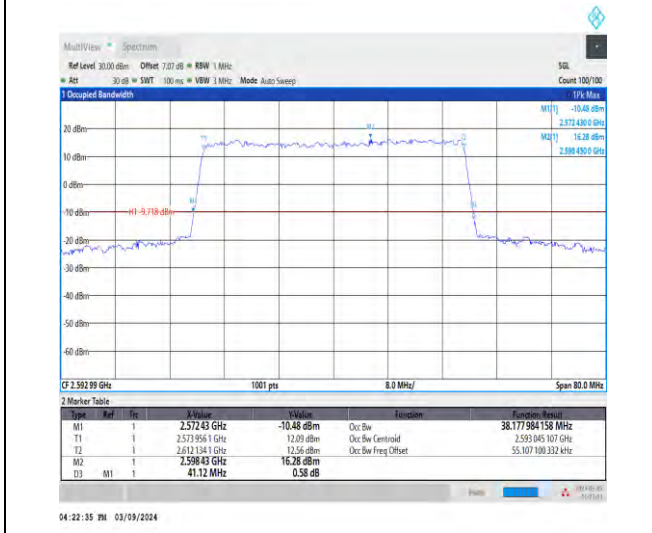 MultiView Spectrum
Ref Level 30.00 dBm Offset 7.07 dB RBW 1 MHz SGL
Att 30 dB SWT 100 ms VBW 3 MHz Mode Auto Sweep Count 100/100
1 Occupied Bandwidth 1Pk Max
M1[1] -10.48 dBm
2.572 430 0 GHz
M2[1] 16.28 dBm
2.598 430 0 GHz
20 dBm
10 dBm
0 dBm
-10 dBm H1 -9.718 dBm
-20 dBm
-30 dBm
-40 dBm
-50 dBm
-60 dBm
CF 2.592 99 GHz 1001 pts 8.0 MHz/ Span 80.0 MHz
2 Marker Table
Type Ref Trc X-Value Y-Value Function Function Result
M1 1 2.57243 GHz -10.48 dBm Occ Bw 38.177 984 158 MHz
T1 1 2.573 956 1 GHz 12.09 dBm Occ Bw Centroid 2.593 045 107 GHz
T2 1 2.612 134 1 GHz 12.56 dBm Occ Bw Freq Offset 55.107 100 332 kHz
M2 1 2.59843 GHz 16.28 dBm
D3 M1 1 41.12 MHz 0.58 dB
04:22:35 PM 03/09/2024